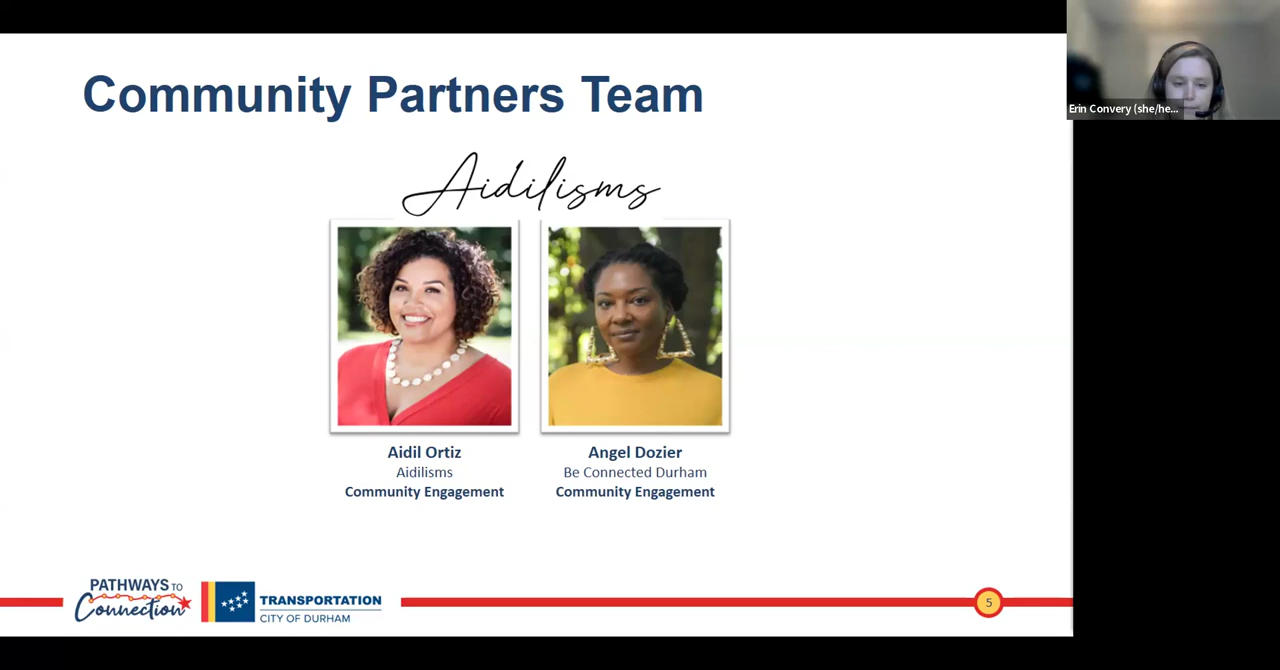 Community Partners Team
Erin Convery (she/he...
Aidilisms
Aidil Ortiz
Aidilisms
Community Engagement
Angel Dozier
Be Connected Durham
Community Engagement
PATHWAYS TO
Connection
TRANSPORTATION
CITY OF DURHAM
5